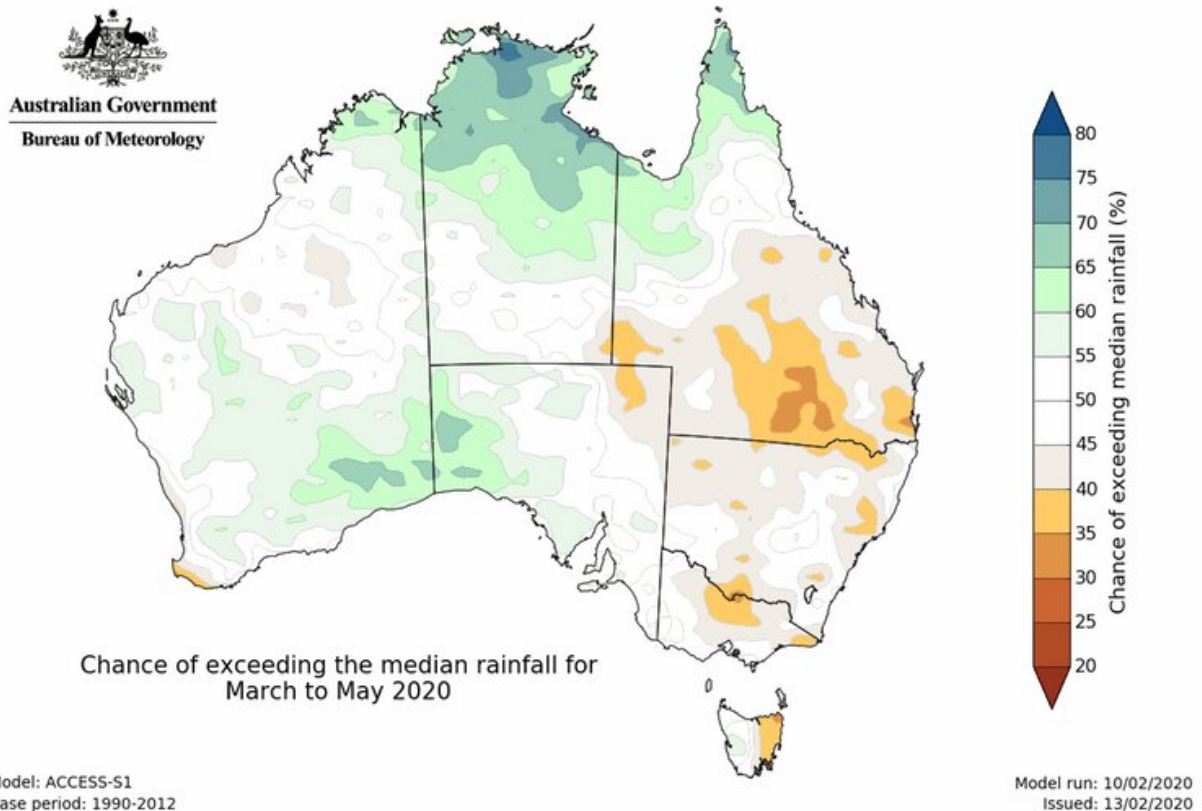 Australian Government
Bureau of Meteorology
80
75
70
65
60
55
50
45
40
35
30
25
20
Chance of exceeding median rainfall (%)
Chance of exceeding the median rainfall for
March to May 2020
Model: ACCESS-S1
Base period: 1990-2012
Model run: 10/02/2020
Issued: 13/02/2020